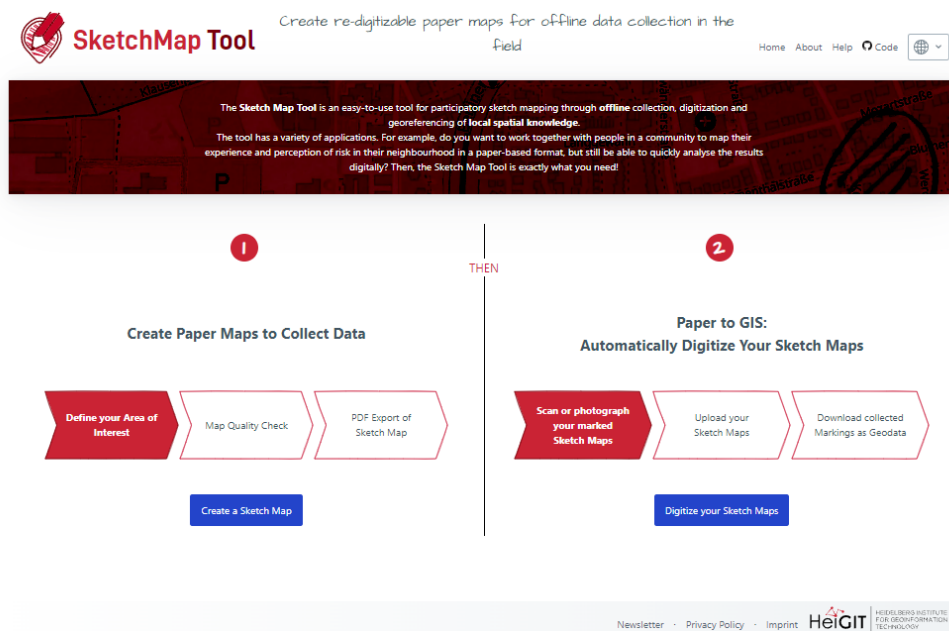 SketchMap Tool
Create re-digitizable paper maps for offline data collection in the
field
Home
About
Help
Code
The Sketch Map Tool is an easy-to-use tool for participatory sketch mapping through offline collection, digitization and
georeferencing of local spatial knowledge.
The tool has a variety of applications. For example, do you want to work together with people in a community to map their
experience and perception of risk in their neighbourhood in a paper-based format, but still be able to quickly analyse the results
digitally? Then, the Sketch Map Tool is exactly what you need!
P
1
Create Paper Maps to Collect Data
Define your Area of
Interest
Map Quality Check
PDF Export of
Sketch Map
Create a Sketch Map
THEN
2
Paper to GIS:
Automatically Digitize Your Sketch Maps
Scan or photograph
your marked
Sketch Maps
Upload your
Sketch Maps
Download collected
Markings as Geodata
Digitize your Sketch Maps
Newsletter · Privacy Policy · Imprint
HeiGIT
HEIDELBERG INSTITUTE
FOR GEOINFORMATION
TECHNOLOGY